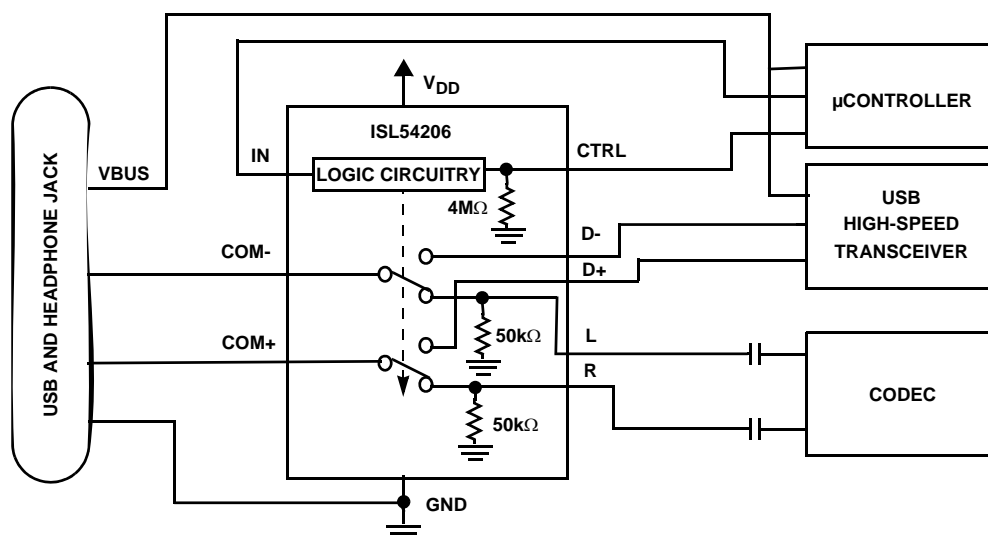 USB AND HEADPHONE JACK
VBUS
COM-
COM+
IN
VDD
ISL54206
LOGIC CIRCUITRY
4MΩ
50kΩ
50kΩ
GND
CTRL
D-
D+
L
R
µCONTROLLER
USB
HIGH-SPEED
TRANSCEIVER
CODEC